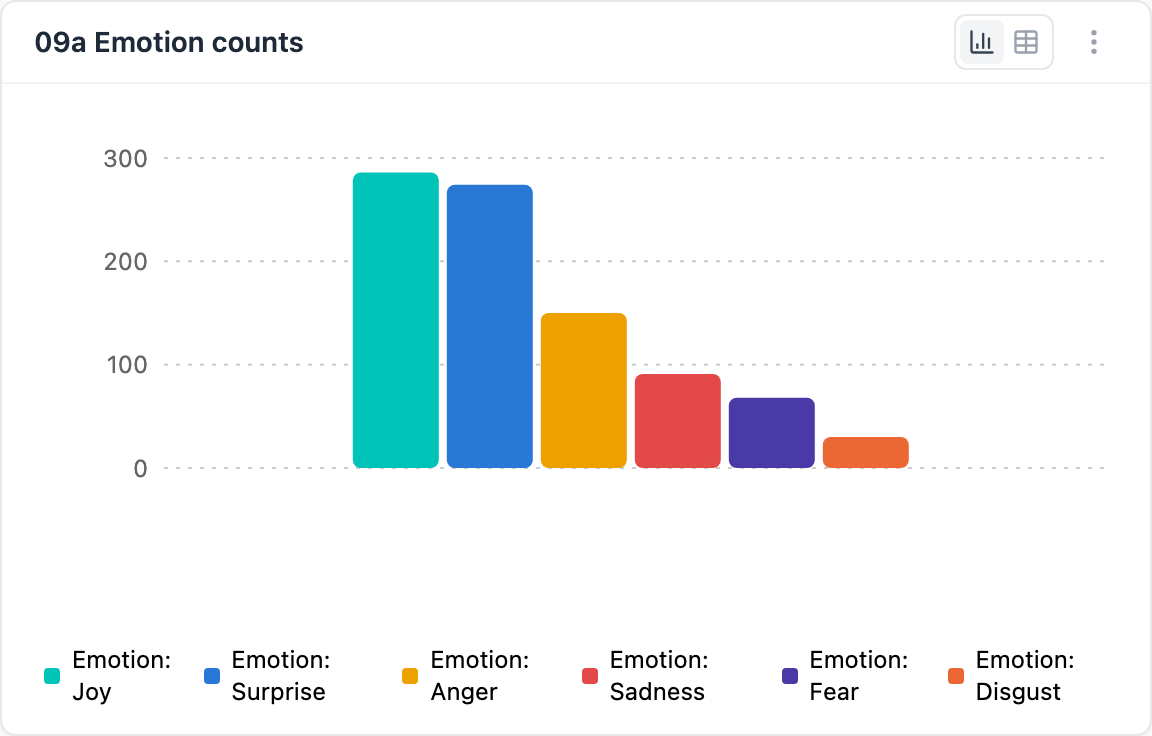 09a Emotion counts
300
200
100
0
Emotion:
Joy
Emotion:
Surprise
Emotion:
Anger
Emotion:
Sadness
Emotion:
Fear
Emotion:
Disgust